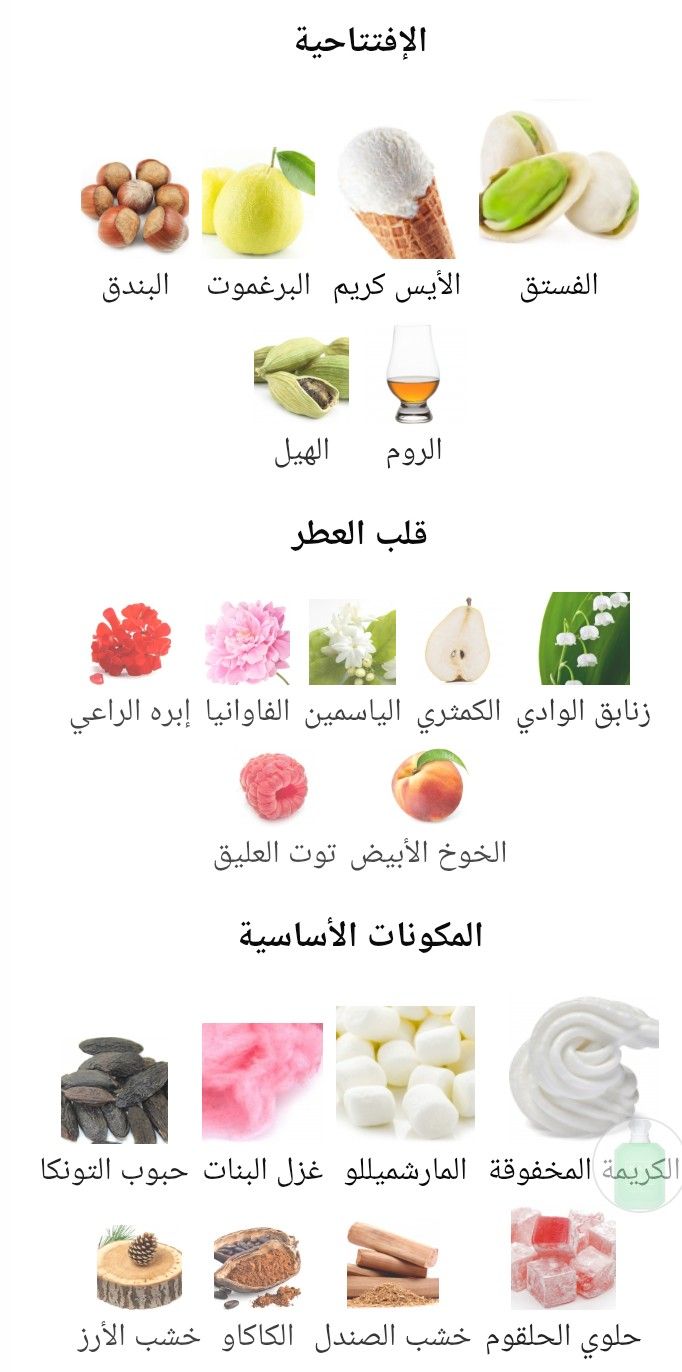 الإفتتاحية
الفستق الأيس كريم البرغموت البندق
الروم الهيل
قلب العطر
زنابق الوادي الكمثري الياسمين الفاوانيا إبره الراعي
الخوخ الأبيض توت العليق
المكونات الأساسية
الكريمة المخفوقة المارشميللو غزل البنات حبوب التونكا
حلوي الحلقوم خشب الصندل الكاكاو خشب الأرز